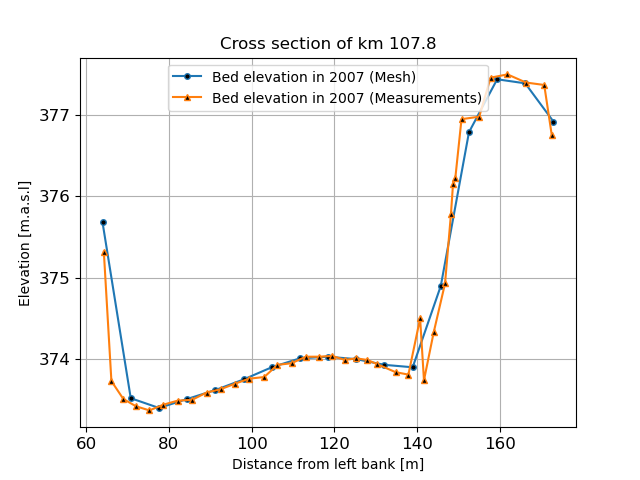 Cross section of km 107.8
Bed elevation in 2007 (Mesh)
Bed elevation in 2007 (Measurements)
Elevation [m.a.s.l]
377
376
375
374
60 80 100 120 140 160
Distance from left bank [m]